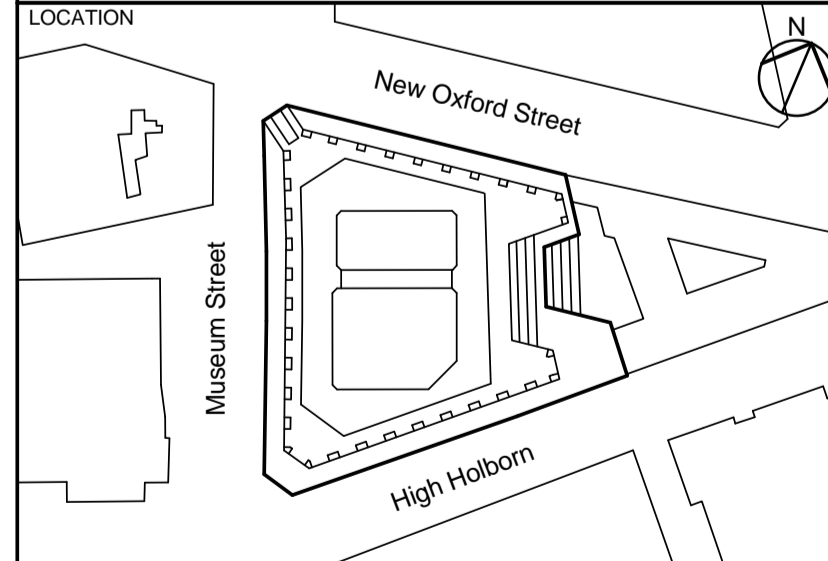 LOCATION
N
New Oxford Street
Museum Street
High Holborn